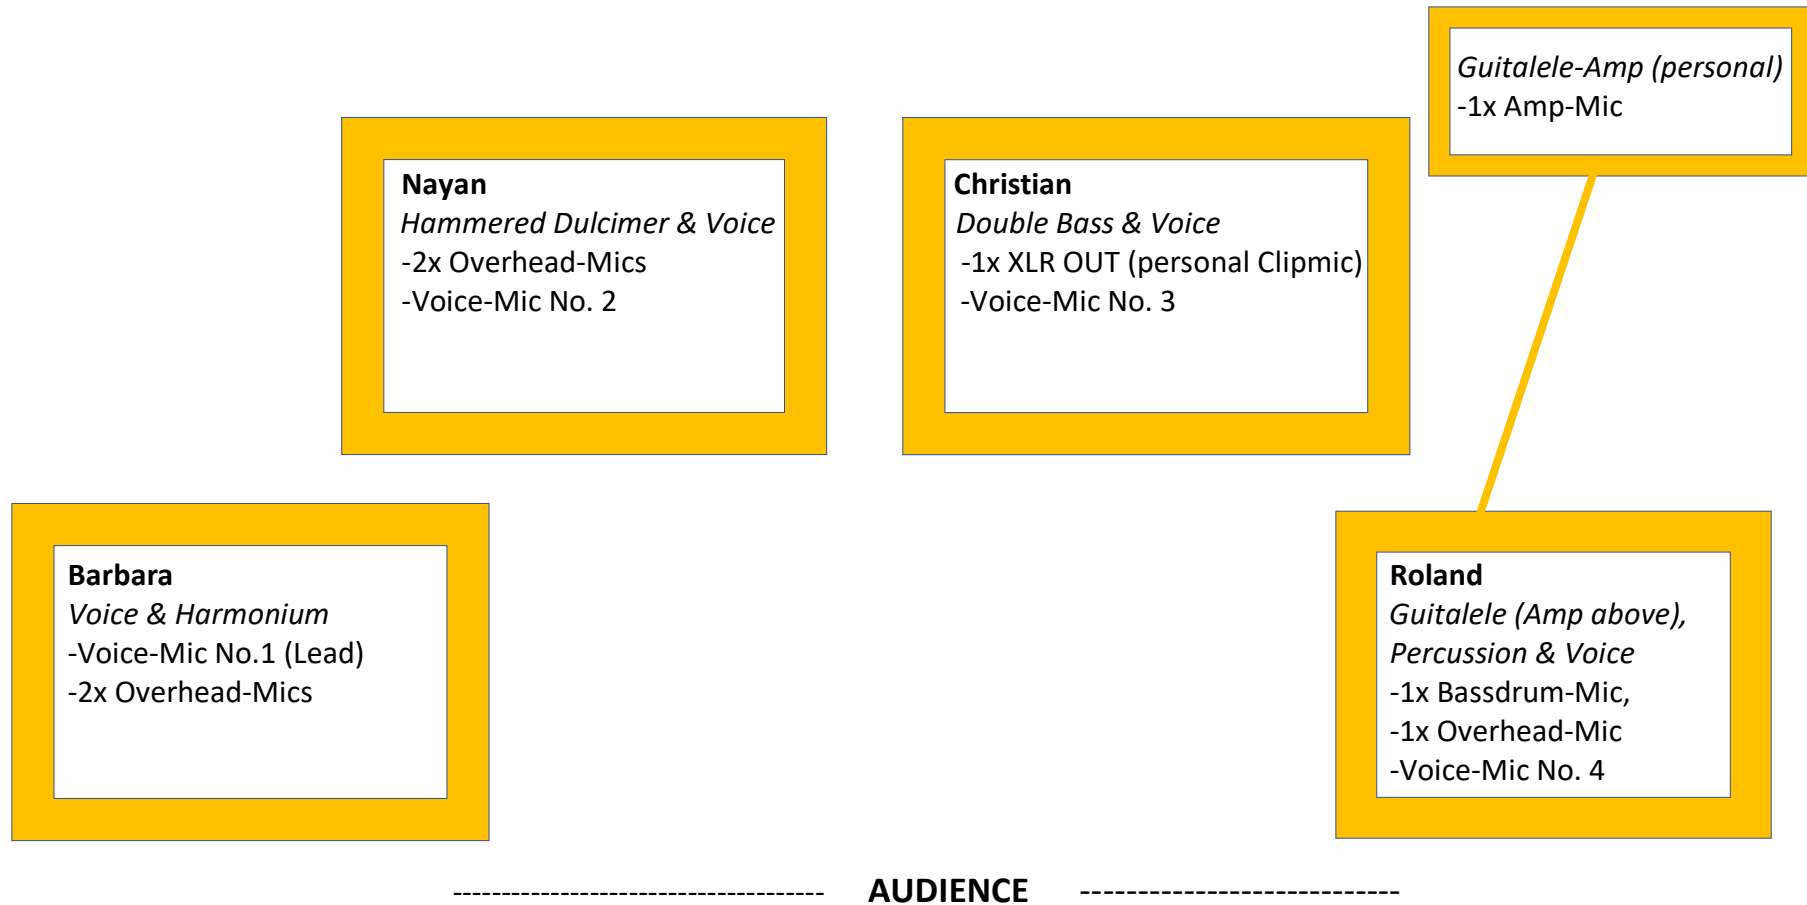 Guitalele-Amp (personal)
-1x Amp-Mic
Nayan
Hammered Dulcimer & Voice
-2x Overhead-Mics
-Voice-Mic No. 2
Christian
Double Bass & Voice
-1x XLR OUT (personal Clipmic)
-Voice-Mic No. 3
Barbara
Voice & Harmonium
-Voice-Mic No.1 (Lead)
-2x Overhead-Mics
Roland
Guitalele (Amp above),
Percussion & Voice
-1x Bassdrum-Mic,
-1x Overhead-Mic
-Voice-Mic No. 4
-------------------------------------- AUDIENCE ----------------------------